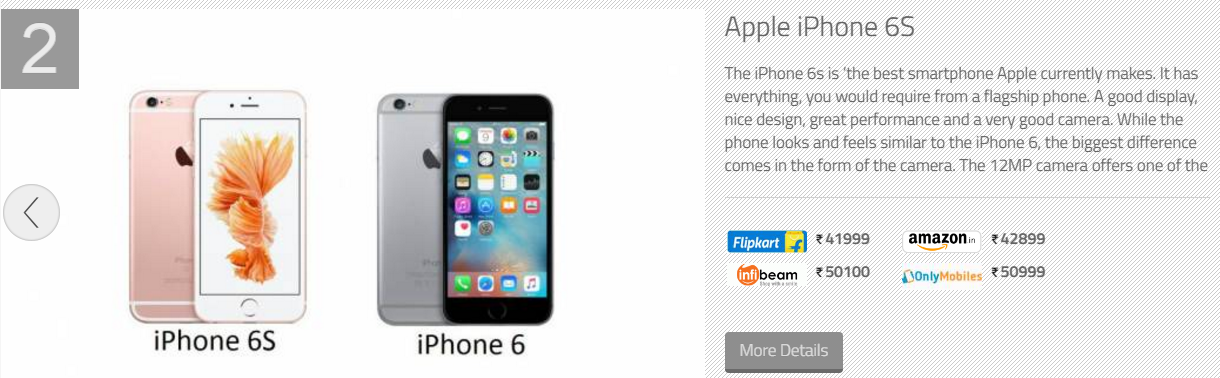 2
Apple iPhone 6S
The iPhone 6s is 'the best smartphone Apple currently makes. It has
everything, you would require from a flagship phone. A good display,
nice design, great performance and a very good camera. While the
phone looks and feels similar to the iPhone 6, the biggest difference
comes in the form of the camera. The 12MP camera offers one of the
iPhone 6S
iPhone 6
Flipkart ₹ 41999 amazon.in ₹ 42899
infibeam ₹ 50100 OnlyMobiles ₹ 50999
More Details